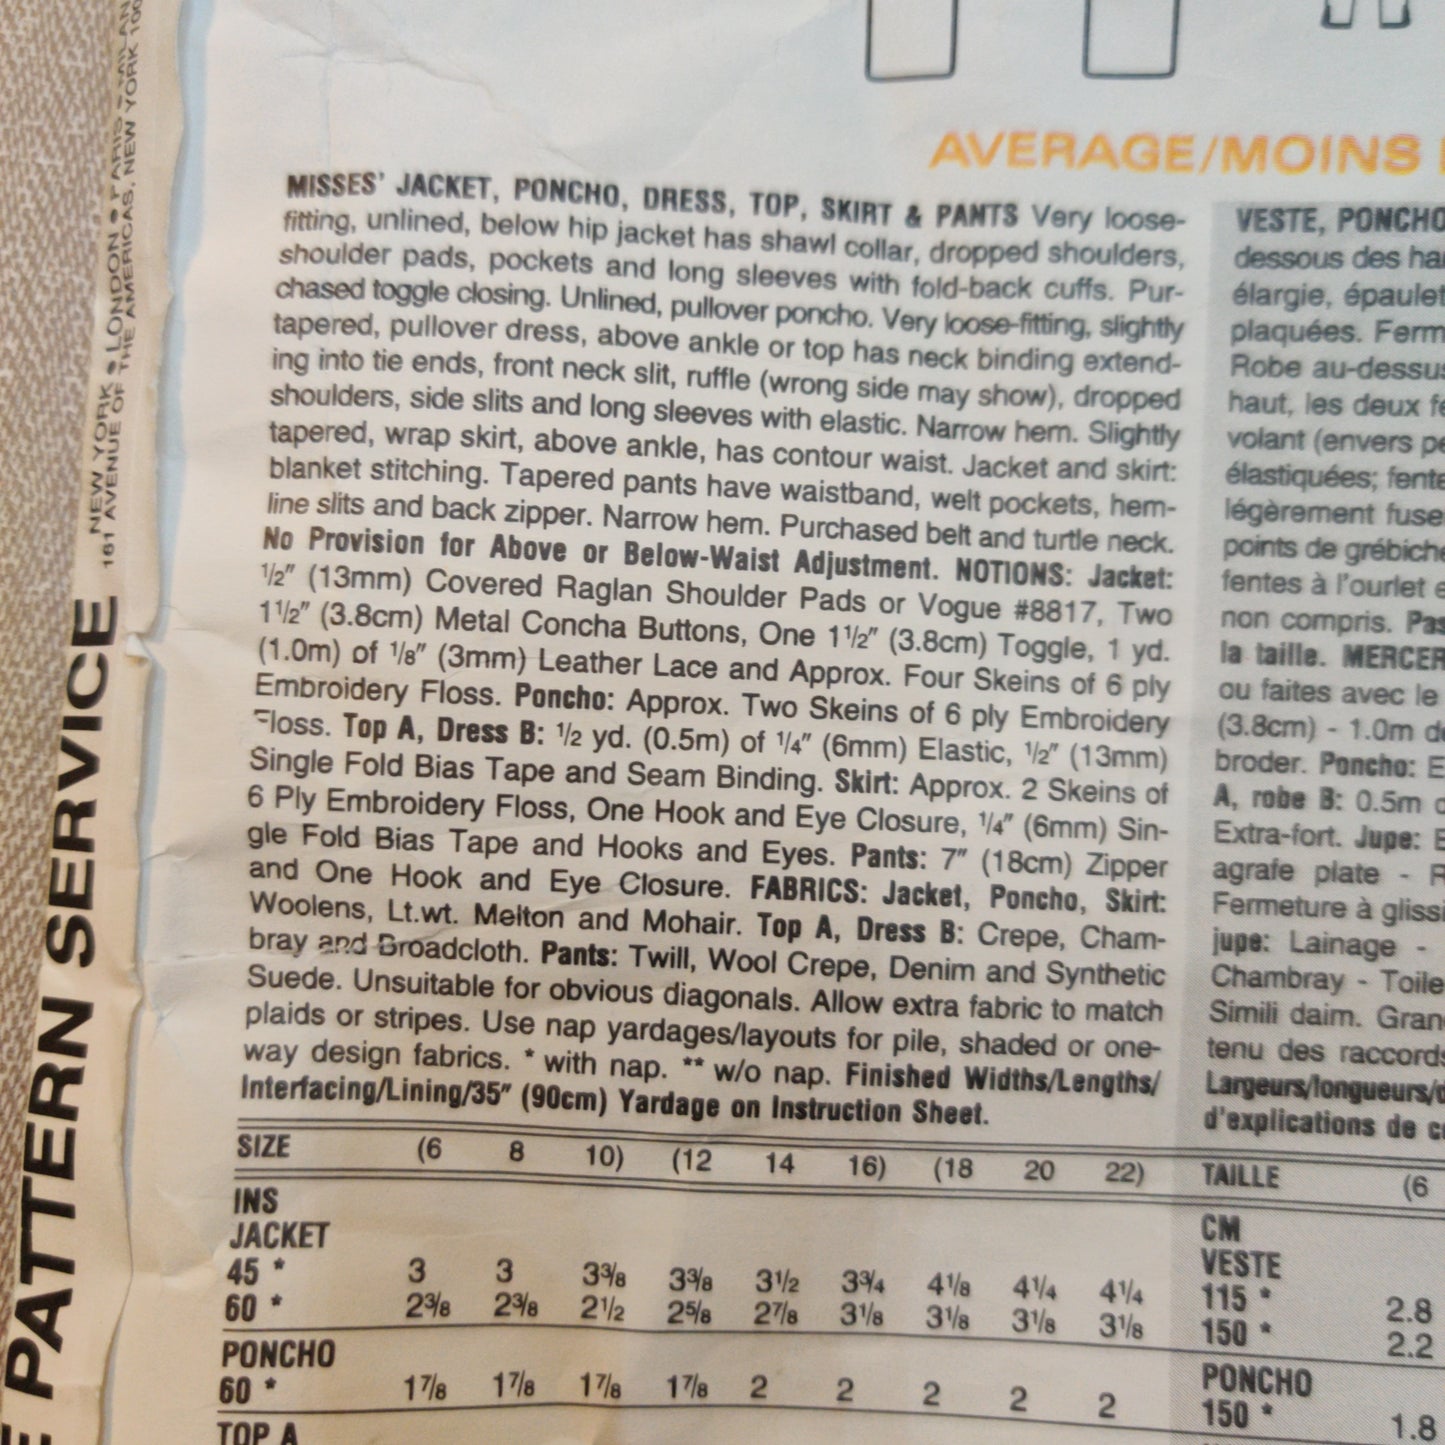 AVERAGE/MOINS
MISSES' JACKET, PONCHO, DRESS, TOP, SKIRT & PANTS Very loose-
fitting, unlined, below hip jacket has shawl collar, dropped shoulders,
shoulder pads, pockets and long sleeves with fold-back cuffs. Pur-
chased toggle closing. Unlined, pullover poncho. Very loose-fitting, slightly
tapered, pullover dress, above ankle or top has neck binding extend-
ing into tie ends, front neck slit, ruffle (wrong side may show), dropped
shoulders, side slits and long sleeves with elastic. Narrow hem. Slightly
tapered, wrap skirt, above ankle, has contour waist. Jacket and skirt:
blanket stitching. Tapered pants have waistband, welt pockets, hem-
line slits and back zipper. Narrow hem. Purchased belt and turtle neck.
No Provision for Above or Below-Waist Adjustment. NOTIONS: Jacket:
1/2" (13mm) Covered Raglan Shoulder Pads or Vogue #8817, Two
1 1/2" (3.8cm) Metal Concha Buttons, One 1 1/2" (3.8cm) Toggle, 1 yd.
(1.0m) of 1/8" (3mm) Leather Lace and Approx. Four Skeins of 6 ply
Embroidery Floss. Poncho: Approx. Two Skeins of 6 ply Embroidery
Floss. Top A, Dress B: 1/2 yd. (0.5m) of 1/4" (6mm) Elastic, 1/2" (13mm)
Single Fold Bias Tape and Seam Binding. Skirt: Approx. 2 Skeins of
6 Ply Embroidery Floss, One Hook and Eye Closure, 1/4" (6mm) Sin-
gle Fold Bias Tape and Hooks and Eyes. Pants: 7" (18cm) Zipper
and One Hook and Eye Closure. FABRICS: Jacket, Poncho, Skirt:
Woolens, Lt.wt. Melton and Mohair. Top A, Dress B: Crepe, Cham-
bray and Broadcloth. Pants: Twill, Wool Crepe, Denim and Synthetic
Suede. Unsuitable for obvious diagonals. Allow extra fabric to match
plaids or stripes. Use nap yardages/layouts for pile, shaded or one-
way design fabrics. * with nap. ** w/o nap. Finished Widths/Lengths/
Interfacing/Lining/35" (90cm) Yardage on Instruction Sheet.
SIZE (6 8 10) (12 14 16) (18 20 22)
INS
JACKET
45 * 3 3 3 3/8 3 3/8 3 1/2 3 3/4 4 1/8 4 1/4 4 1/4
60 * 2 3/8 2 3/8 2 1/2 2 5/8 2 7/8 3 1/8 3 1/8 3 1/8 3 1/8
PONCHO
60 * 1 7/8 1 7/8 1 7/8 1 7/8 2 2 2 2 2
TOP A
VESTE, PONCHO
dessous des
élargie,
plaquées.
Robe au-dessus
haut, les deux
volant (envers
élastiquées;
légèrement
points de
fentes à l'ourlet
non compris.
la taille.
ou faites avec le
(3.8cm) - 1.0m
broder. Poncho:
A, robe B: 0.5m
Extra-fort. Jupe:
agrafe plate -
Fermeture à
jupe: Lainage -
Chambray -
Simili daim.
tenu des raccords
Largeurs/longueurs/
d'explications de
TAILLE (6
CM
VESTE
115 * 2.8
150 * 2.2
PONCHO
150 * 1.8
PATTERN SERVICE
NEW YORK • LONDON • PARIS • MILAN
161 AVENUE OF THE AMERICAS, NEW YORK